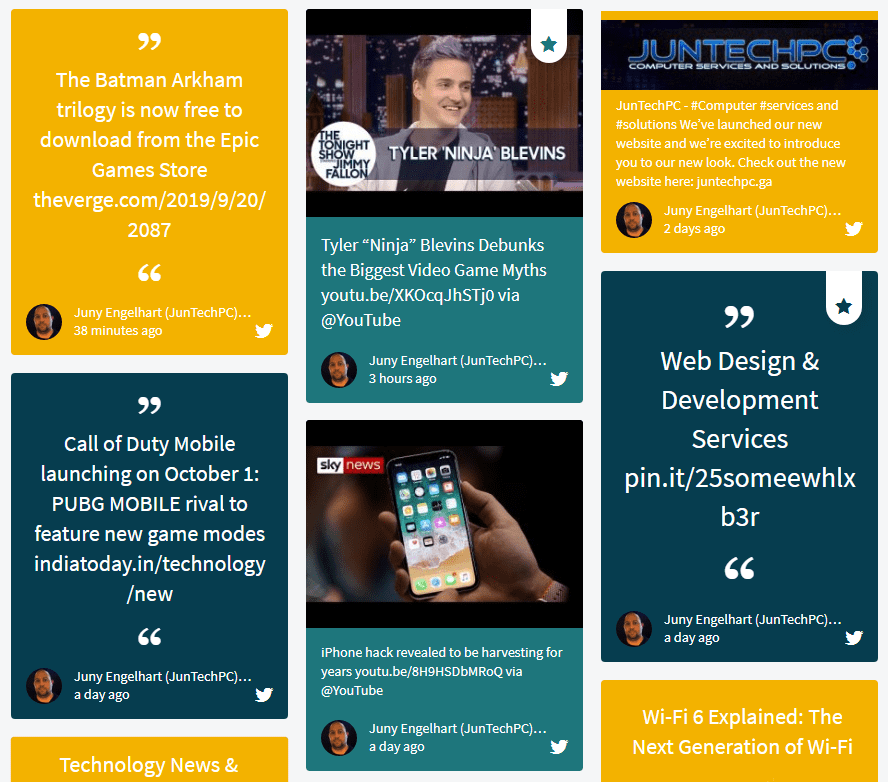 ”
The Batman Arkham
trilogy is now free to
download from the Epic
Games Store
theverge.com/2019/9/20/
2087
“
Juny Engelhart (JunTechPC)…
38 minutes ago
”
Call of Duty Mobile
launching on October 1:
PUBG MOBILE rival to
feature new game modes
indiatoday.in/technology
/new
“
Juny Engelhart (JunTechPC)…
a day ago
Technology News &
THE
TONIGHT
SHOW
STARRING
JIMMY
FALLON
TYLER 'NINJA' BLEVINS
Tyler “Ninja” Blevins Debunks
the Biggest Video Game Myths
youtu.be/XKOcqJhSTj0 via
@YouTube
Juny Engelhart (JunTechPC)…
3 hours ago
sky news
iPhone hack revealed to be harvesting for
years youtu.be/8H9HSDbMRoQ via
@YouTube
Juny Engelhart (JunTechPC)…
a day ago
JUNTECHPC
COMPUTER SERVICES AND SOLUTIONS
JunTechPC - #Computer #services and
#solutions We’ve launched our new
website and we’re excited to introduce
you to our new look. Check out the new
website here: juntechpc.ga
Juny Engelhart (JunTechPC)…
2 days ago
”
Web Design &
Development
Services
pin.it/25someewhlx
b3r
“
Juny Engelhart (JunTechPC)…
a day ago
Wi-Fi 6 Explained: The
Next Generation of Wi-Fi